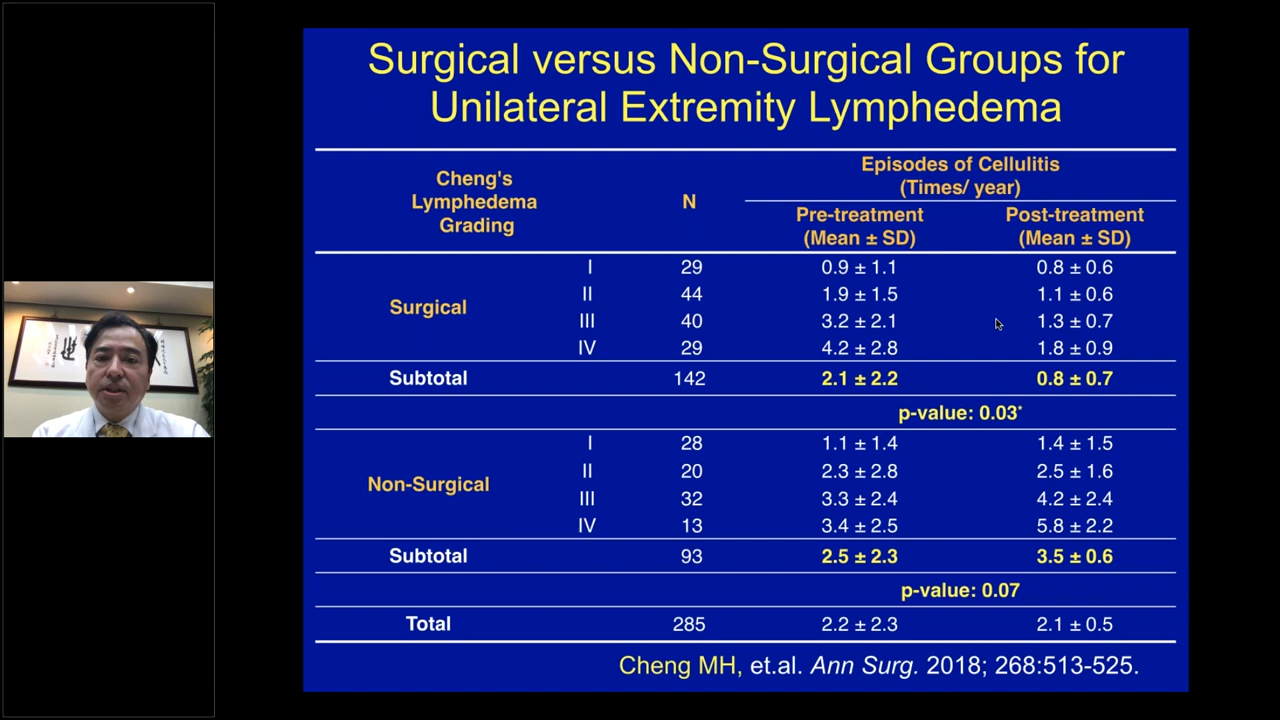 Surgical versus Non-Surgical Groups for
Unilateral Extremity Lymphedema
Cheng's
Lymphedema
Grading
N
Episodes of Cellulitis
(Times/ year)
Pre-treatment
(Mean ± SD)
Post-treatment
(Mean ± SD)
Surgical
I 29 0.9 ± 1.1 0.8 ± 0.6
II 44 1.9 ± 1.5 1.1 ± 0.6
III 40 3.2 ± 2.1 1.3 ± 0.7
IV 29 4.2 ± 2.8 1.8 ± 0.9
Subtotal 142 2.1 ± 2.2 0.8 ± 0.7
p-value: 0.03*
Non-Surgical
I 28 1.1 ± 1.4 1.4 ± 1.5
II 20 2.3 ± 2.8 2.5 ± 1.6
III 32 3.3 ± 2.4 4.2 ± 2.4
IV 13 3.4 ± 2.5 5.8 ± 2.2
Subtotal 93 2.5 ± 2.3 3.5 ± 0.6
p-value: 0.07
Total 285 2.2 ± 2.3 2.1 ± 0.5
Cheng MH, et.al. Ann Surg. 2018; 268:513-525.